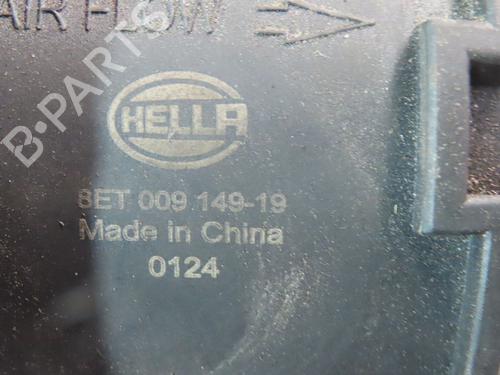 AIR FLOW
B-PARTS
HELLA
8ET 009 149-19
Made in China
0124